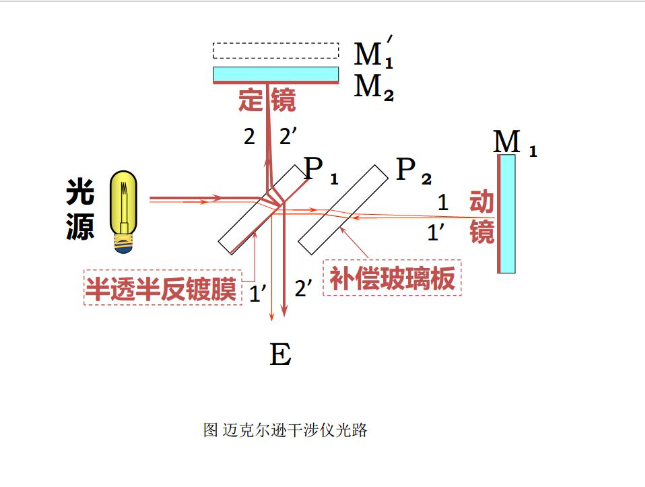 M₁′
M₂
定镜
2 2′
M₁
P₁
P₂
光源
1
动镜
1′
半透半反镀膜
1′
2′
补偿玻璃板
E
图 迈克尔逊干涉仪光路